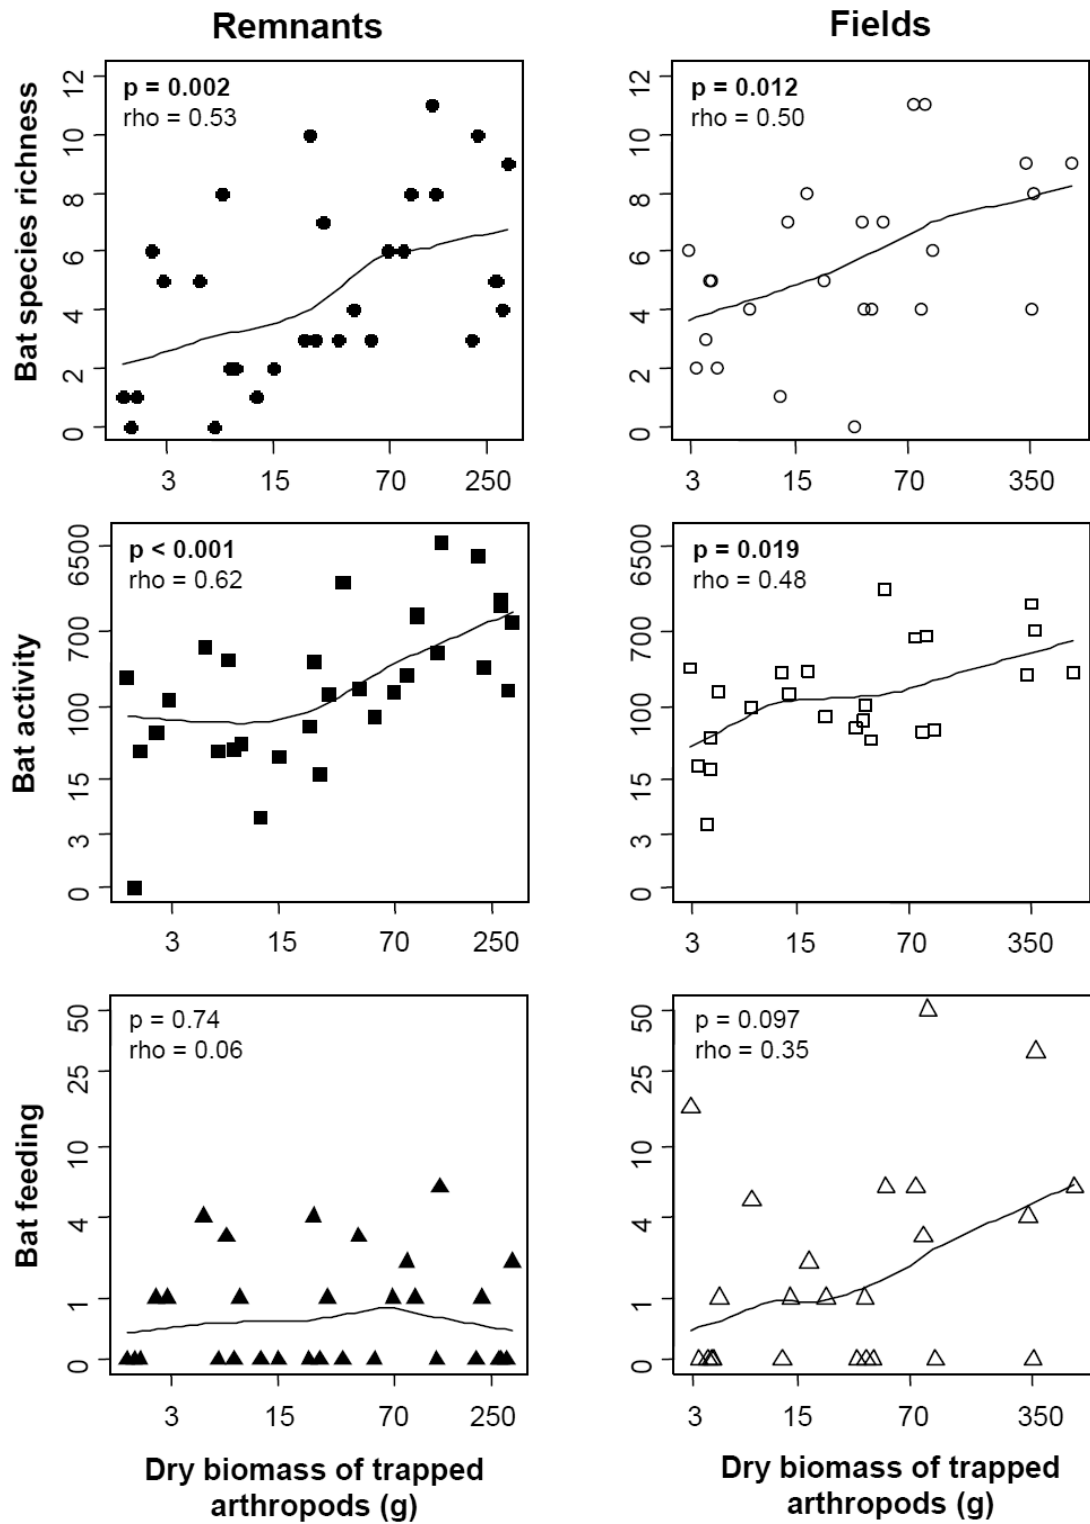 Remnants
Fields
Bat species richness
12
10
8
6
4
2
0
p = 0.002
rho = 0.53
3 15 70 250
12
10
8
6
4
2
0
p = 0.012
rho = 0.50
3 15 70 350
Bat activity
6500
700
100
15
3
0
p < 0.001
rho = 0.62
3 15 70 250
6500
700
100
15
3
0
p = 0.019
rho = 0.48
3 15 70 350
Bat feeding
50
25
10
4
1
0
p = 0.74
rho = 0.06
3 15 70 250
Dry biomass of trapped
arthropods (g)
50
25
10
4
1
0
p = 0.097
rho = 0.35
3 15 70 350
Dry biomass of trapped
arthropods (g)